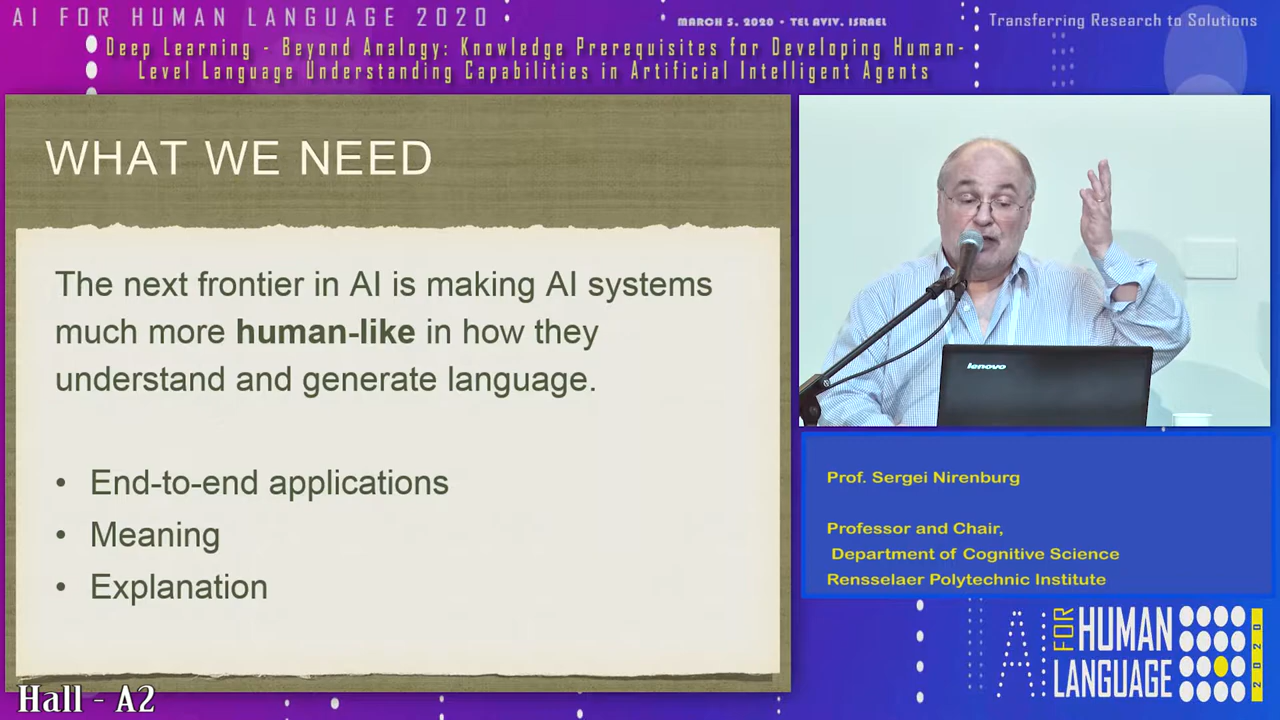 AI FOR HUMAN LANGUAGE 2020
MARCH 5, 2020 - TEL AVIV, ISRAEL
Transferring Research to Solutions
Deep Learning - Beyond Analogy: Knowledge Prerequisites for Developing Human-
Level Language Understanding Capabilities in Artificial Intelligent Agents
WHAT WE NEED
The next frontier in AI is making AI systems
much more human-like in how they
understand and generate language.
• End-to-end applications
• Meaning
• Explanation
lenovo
Prof. Sergei Nirenburg
Professor and Chair,
Department of Cognitive Science
Rensselaer Polytechnic Institute
AI FOR HUMAN
LANGUAGE 2020
Hall - A2